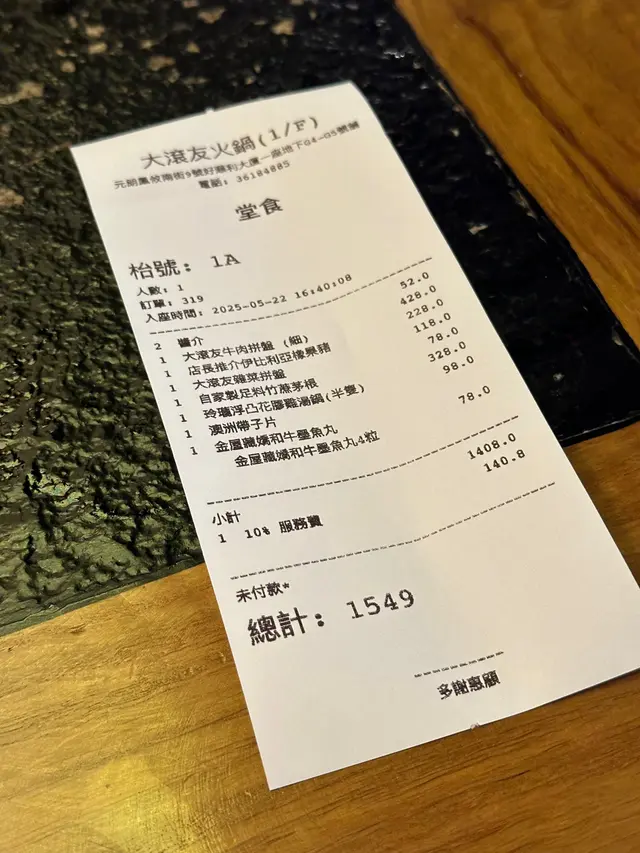 大滾友火鍋(1/F)
元朗鳳攸南街9號好順利大廈一座地下04-05號舖
電話: 36184885
堂食
枱號: 1A
人數: 1
訂單: 319
入座時間: 2025-05-22 16:40:08
2 醬介 52.0
1 大滾友牛肉拼盤 (細) 428.0
1 店長推介伊比利亞橡果豬 228.0
1 大滾友雜菜拼盤 118.0
1 自家製足料竹蔗茅根 78.0
1 玲瓏浮凸花膠雞湯鍋(半隻) 328.0
1 澳洲帶子片 98.0
1 金屋藏嬌和牛墨魚丸
金屋藏嬌和牛墨魚丸4粒 78.0
小計 1408.0
1 10% 服務費 140.8
未付款*
總計: 1549
多謝惠顧